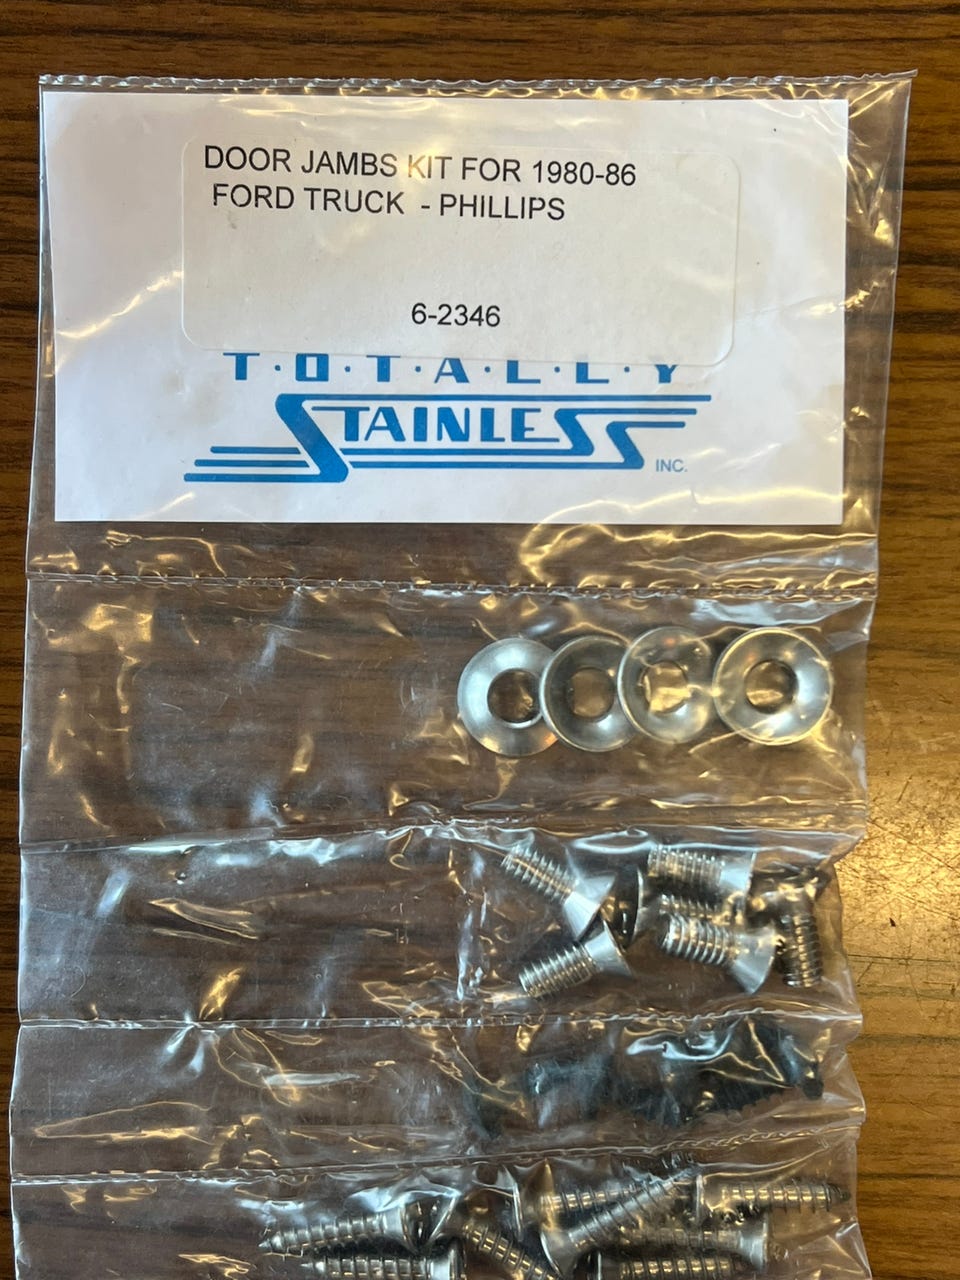 DOOR JAMBS KIT FOR 1980-86
FORD TRUCK - PHILLIPS
6-2346
T·O·T·A·L·L·Y
STAINLESS
INC.